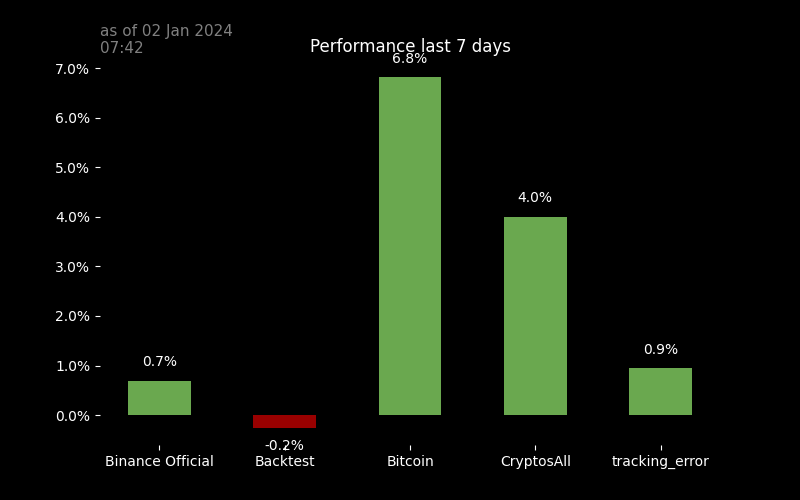 as of 02 Jan 2024
07:42
Performance last 7 days
7.0%
6.0%
5.0%
4.0%
3.0%
2.0%
1.0%
0.0%
0.7%
-0.2%
6.8%
4.0%
0.9%
Binance Official
Backtest
Bitcoin
CryptosAll
tracking_error